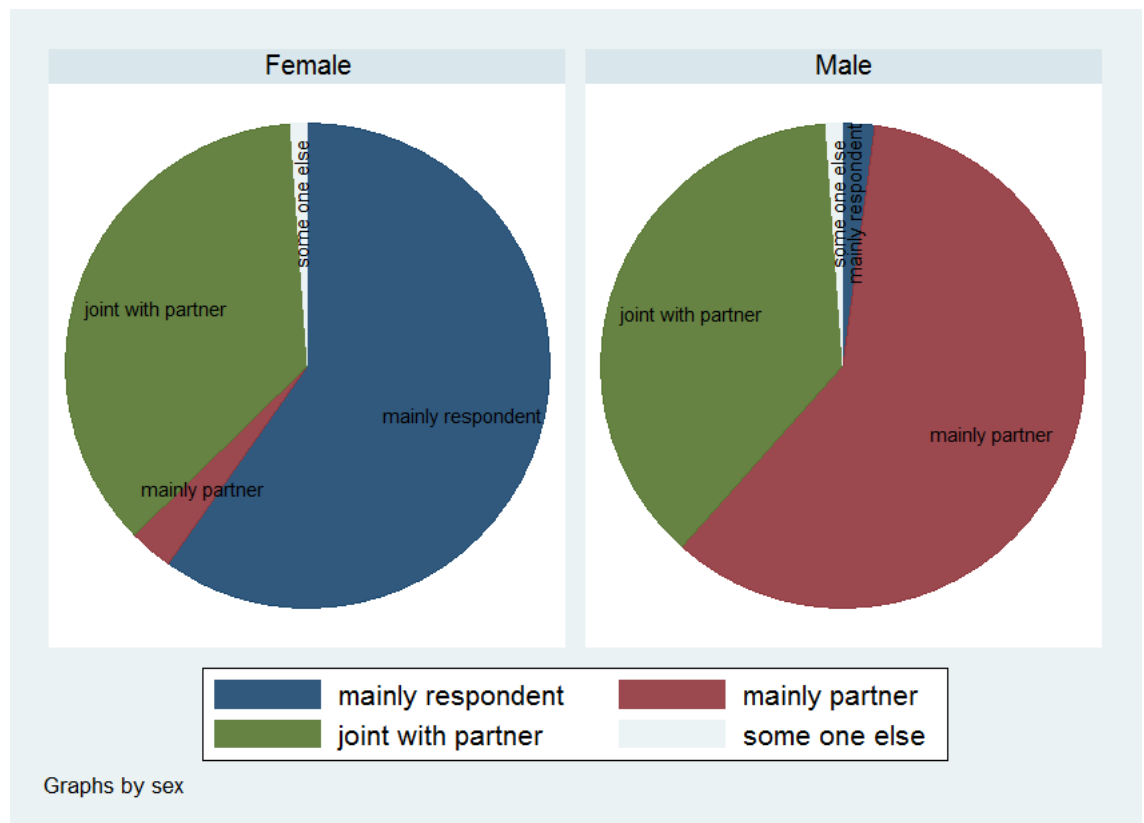 Female
some one else
joint with partner
mainly respondent
mainly partner
Male
some one else
mainly respondent
joint with partner
mainly partner
mainly respondent
mainly partner
joint with partner
some one else
Graphs by sex